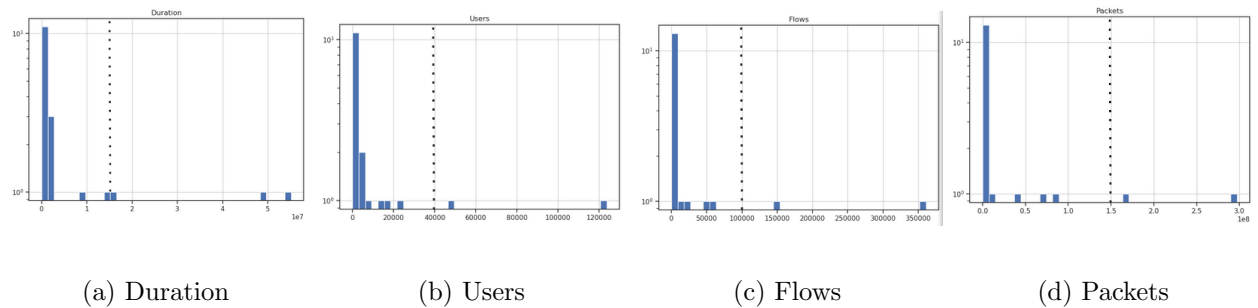 Duration
10¹
10⁰
0 1 2 3 4 5
1e7
(a) Duration
Users
10¹
10⁰
0 20000 40000 60000 80000 100000 120000
(b) Users
Flows
10¹
10⁰
0 50000 100000 150000 200000 250000 300000 350000
(c) Flows
Packets
10¹
10⁰
0.0 0.5 1.0 1.5 2.0 2.5 3.0
1e8
(d) Packets